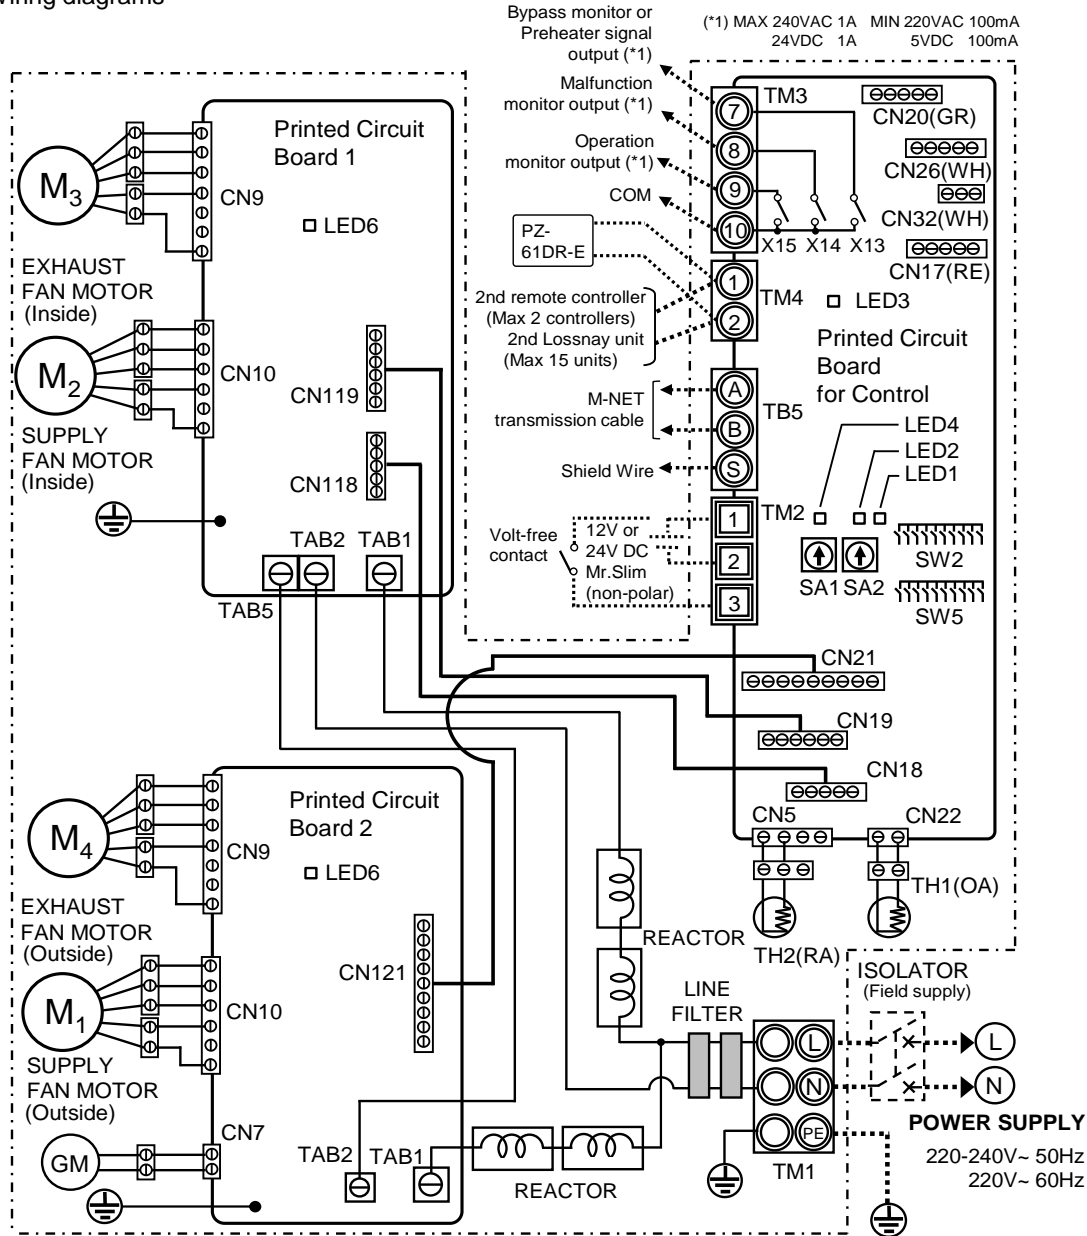 Wiring diagrams
Bypass monitor or
Preheater signal
output (*1)
Malfunction
monitor output (*1)
Operation
monitor output (*1)
COM
(*1) MAX 240VAC 1A MIN 220VAC 100mA
24VDC 1A 5VDC 100mA
PZ-
61DR-E
2nd remote controller
(Max 2 controllers)
2nd Lossnay unit
(Max 15 units)
M-NET
transmission cable
Shield Wire
Volt-free
contact
12V or
24V DC
Mr.Slim
(non-polar)
7
8
9
10
TM3
X15 X14 X13
1
2
TM4
A
B
S
TB5
1
2
3
TM2
CN20(GR)
CN26(WH)
CN32(WH)
CN17(RE)
LED3
Printed Circuit
Board
for Control
LED4
LED2
LED1
SA1 SA2
SW2
SW5
CN21
CN19
CN18
CN5
CN22
TH1(OA)
TH2(RA)
Printed Circuit
Board 1
LED6
M3
CN9
EXHAUST
FAN MOTOR
(Inside)
M2
CN10
SUPPLY
FAN MOTOR
(Inside)
CN119
CN118
TAB2 TAB1
TAB5
Printed Circuit
Board 2
LED6
M4
CN9
EXHAUST
FAN MOTOR
(Outside)
M1
CN10
SUPPLY
FAN MOTOR
(Outside)
CN121
GM
CN7
TAB2 TAB1
REACTOR
REACTOR
LINE
FILTER
L
N
PE
TM1
ISOLATOR
(Field supply)
L
N
POWER SUPPLY
220-240V~ 50Hz
220V~ 60Hz